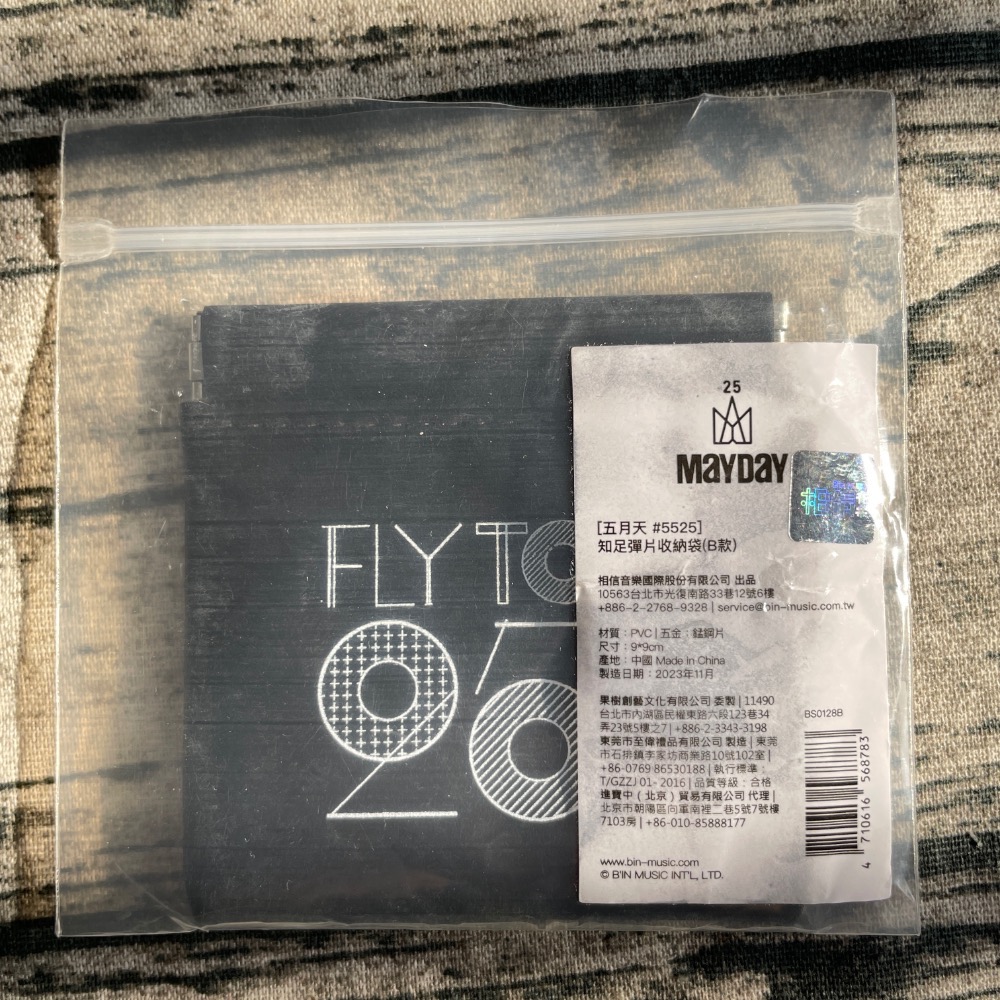 FLY TO
25
MAYDAY
[五月天 #5525]
知足彈片收納袋(B款)
相信音樂國際股份有限公司 出品
10563台北市光復南路33巷12號6樓
+886-2-2768-9328 | service@bin-music.com.tw
材質：PVC | 五金：錳鋼片
尺寸：9*9cm
產地：中國 Made in China
製造日期：2023年11月
果樹創藝文化有限公司 委製 | 11490
台北市內湖區民權東路六段123巷34
弄23號5樓之7 | +886-2-2343-3198
東莞市至偉禮品有限公司 製造 | 東莞
市石排鎮李家坊商業路10號102室 |
+86-0769 86530188 | 執行標準：
T/GZZJ 01- 2016 | 品質等級：合格
進寶中（北京）貿易有限公司 代理 |
北京市朝陽區向軍南裡二巷5號7號樓
7103房 | +86-010-85888177
BS0128B
4 710616 568783
www.bin-music.com
© B'IN MUSIC INT'L, LTD.